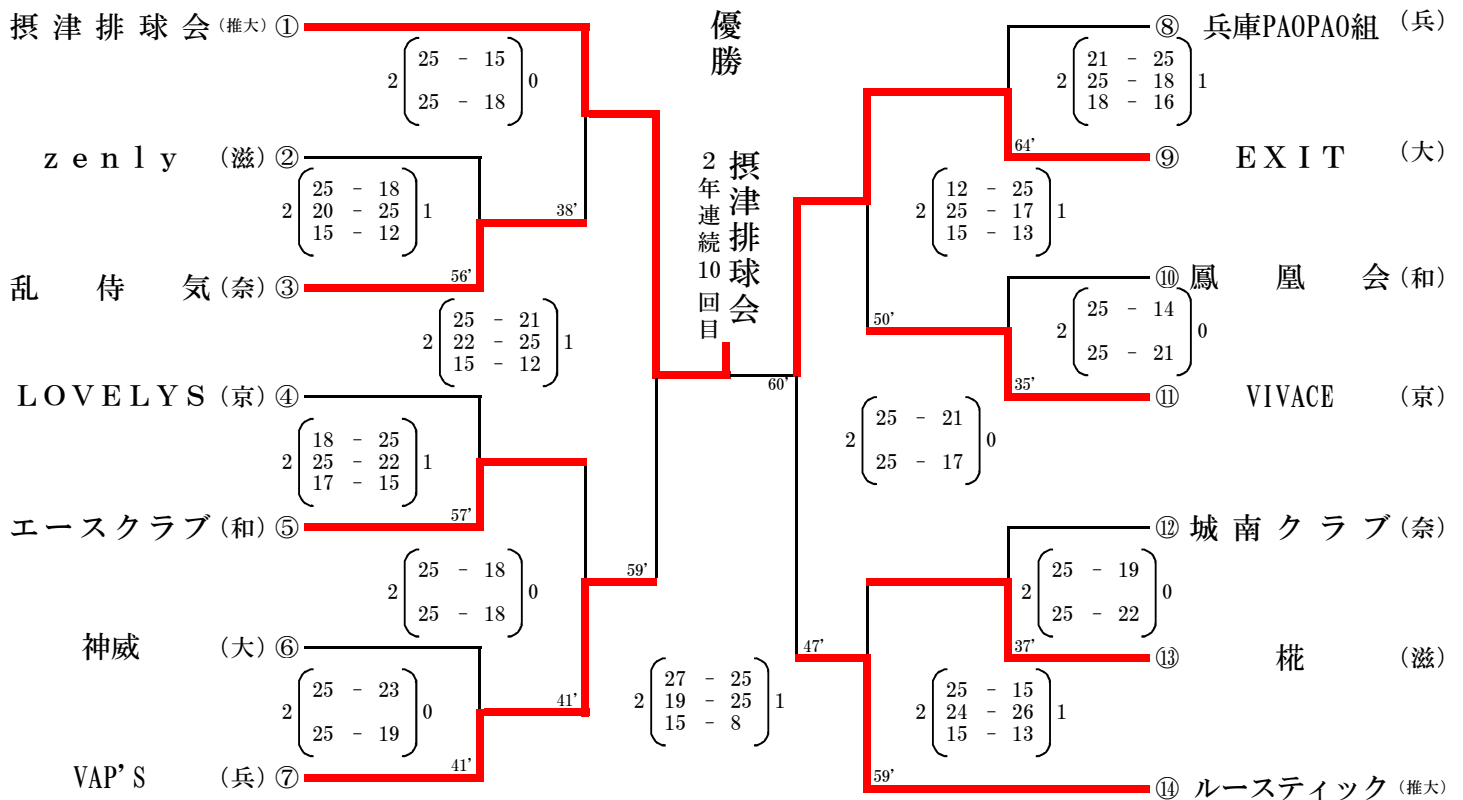 摂津排球会（推大）①
2 25 - 15 0
25 - 18
ｚｅｎｌｙ（滋）②
2 25 - 18 1
20 - 25
15 - 12
38’
乱侍気（奈）③
56’
2 25 - 21 1
22 - 25
15 - 12
ＬＯＶＥＬＹＳ（京）④
2 18 - 25 1
25 - 22
17 - 15
エースクラブ（和）⑤
57’
2 25 - 18 0
25 - 18
59’
神威（大）⑥
2 25 - 23 0
25 - 19
41’
VAP’S（兵）⑦
41’
優勝
摂津排球会
２年連続10回目
60’
2 27 - 25 1
19 - 25
15 - 8
47’
⑧ 兵庫PAOPAO組（兵）
2 21 - 25 1
25 - 18
18 - 16
64’
⑨ ＥＸＩＴ（大）
2 12 - 25 1
25 - 17
15 - 13
⑩ 鳳凰会（和）
2 25 - 14 0
25 - 21
50’
35’
⑪ VIVACE（京）
2 25 - 21 0
25 - 17
⑫ 城南クラブ（奈）
2 25 - 19 0
25 - 22
37’
⑬ 椛（滋）
2 25 - 15 1
24 - 26
15 - 13
59’
⑭ ルースティック（推大）